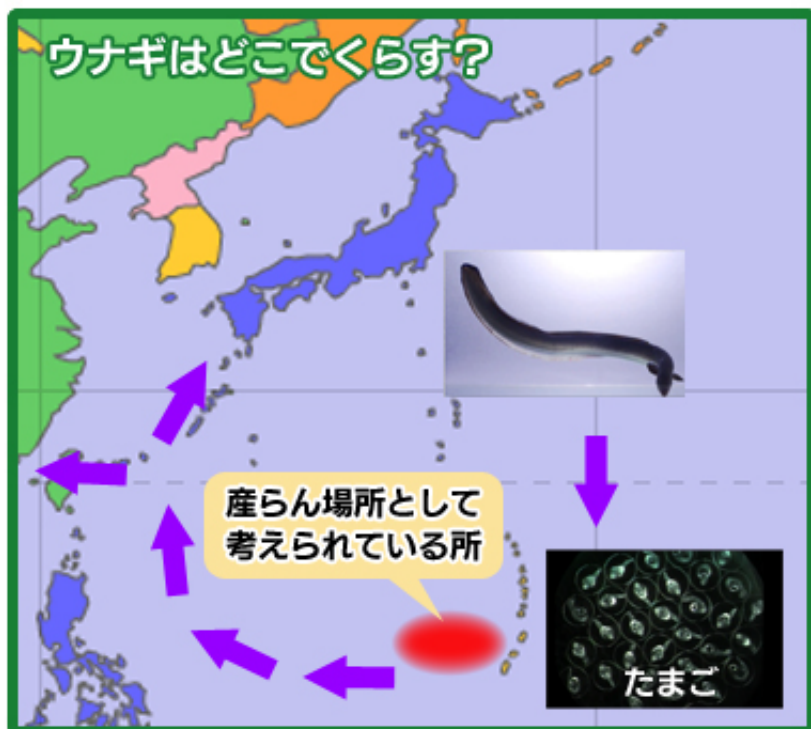 ウナギはどこでくらす?
産らん場所として
考えられている所
たまご